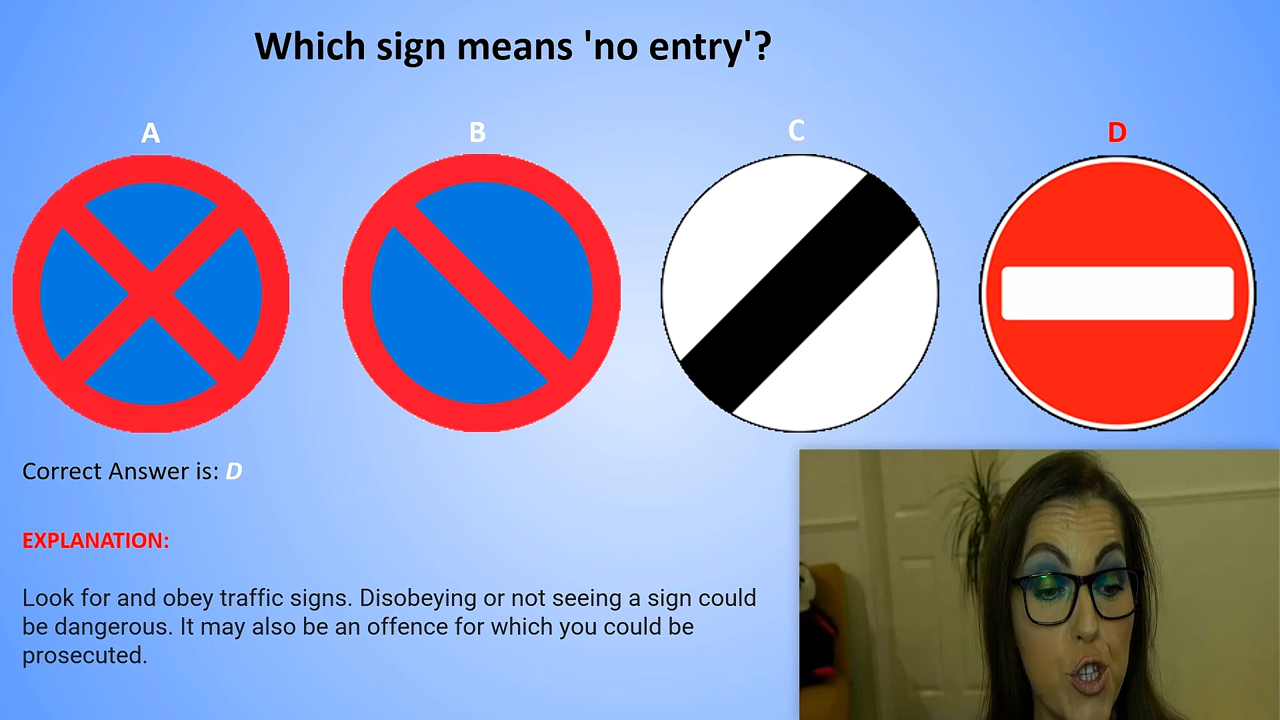 Which sign means 'no entry'?
A
B
C
D
Correct Answer is: D
EXPLANATION:
Look for and obey traffic signs. Disobeying or not seeing a sign could
be dangerous. It may also be an offence for which you could be
prosecuted.